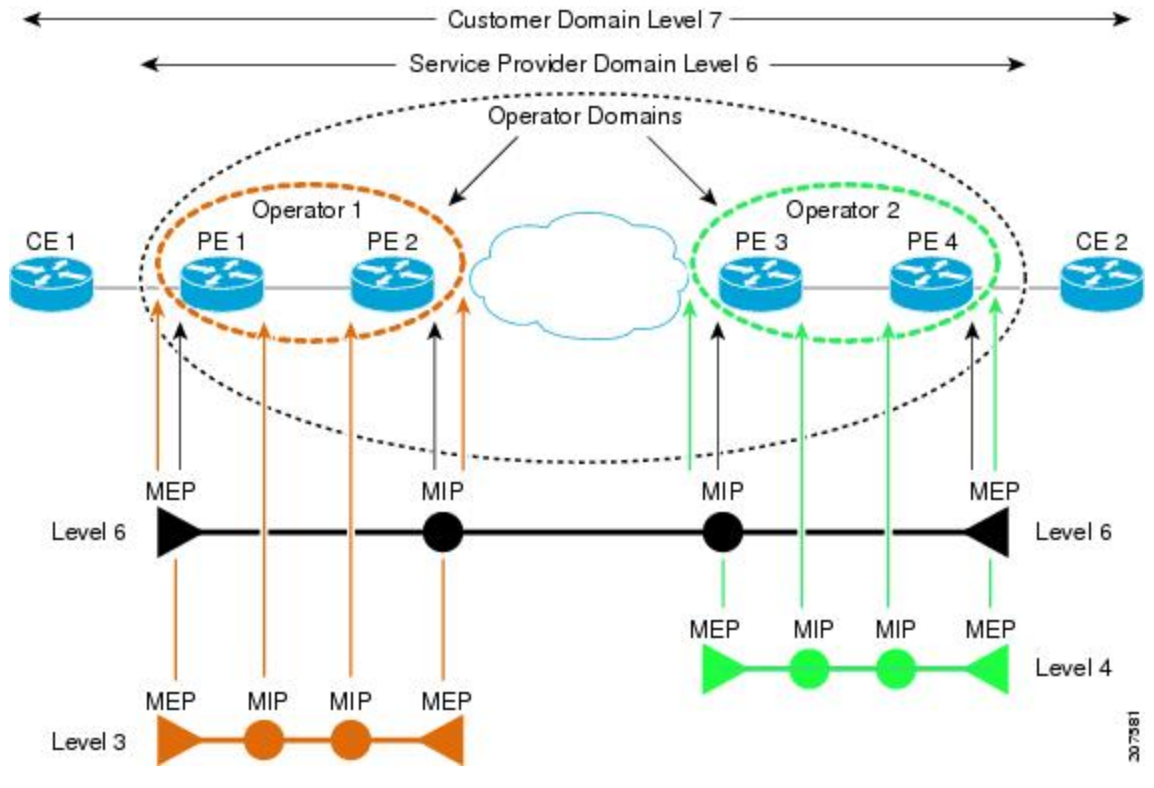 Customer Domain Level 7
Service Provider Domain Level 6
Operator Domains
Operator 1
Operator 2
CE 1
PE 1
PE 2
PE 3
PE 4
CE 2
MEP
MIP
MIP
MEP
Level 6
Level 6
MEP
MIP
MIP
MEP
Level 4
MEP
MIP
MIP
MEP
Level 3
207581